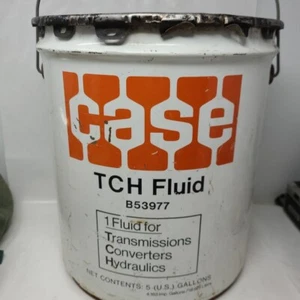 case
TCH Fluid
B53977
1 Fluid for
Transmissions
Converters
Hydraulics
NET CONTENTS: 5 (U.S.) GALLONS